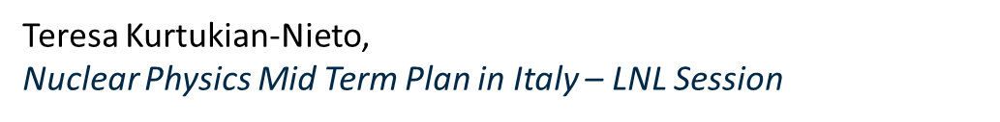 Teresa Kurtukian-Nieto,
Nuclear Physics Mid Term Plan in Italy – LNL Session